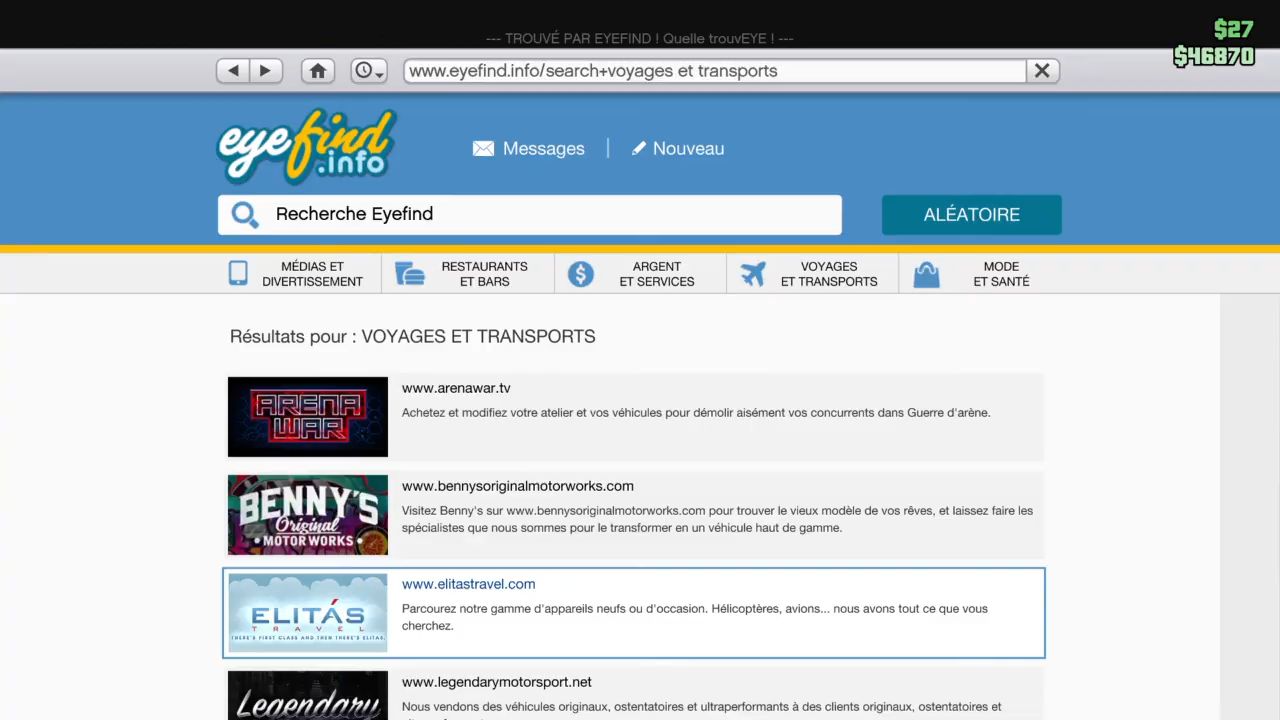 --- TROUVÉ PAR EYEFIND ! Quelle trouvEYE ! ---
$27
$46870
www.eyefind.info/search+voyages et transports
eyefind
.info
Messages
Nouveau
Recherche Eyefind
ALÉATOIRE
MÉDIAS ET
DIVERTISSEMENT
RESTAURANTS
ET BARS
ARGENT
ET SERVICES
VOYAGES
ET TRANSPORTS
MODE
ET SANTÉ
Résultats pour : VOYAGES ET TRANSPORTS
ARENA
WAR
www.arenawar.tv
Achetez et modifiez votre atelier et vos véhicules pour démolir aisément vos concurrents dans Guerre d'arène.
BENNY'S
Original
MOTOR WORKS
www.bennysoriginalmotorworks.com
Visitez Benny's sur www.bennysoriginalmotorworks.com pour trouver le vieux modèle de vos rêves, et laissez faire les
spécialistes que nous sommes pour le transformer en un véhicule haut de gamme.
ELITÁS
TRAVEL
THERE'S FIRST CLASS AND THEN THERE'S ELITAS.
www.elitastravel.com
Parcourez notre gamme d'appareils neufs ou d'occasion. Hélicoptères, avions... nous avons tout ce que vous
cherchez.
Legendary
www.legendarymotorsport.net
Nous vendons des véhicules originaux, ostentatoires et ultraperformants à des clients originaux, ostentatoires et